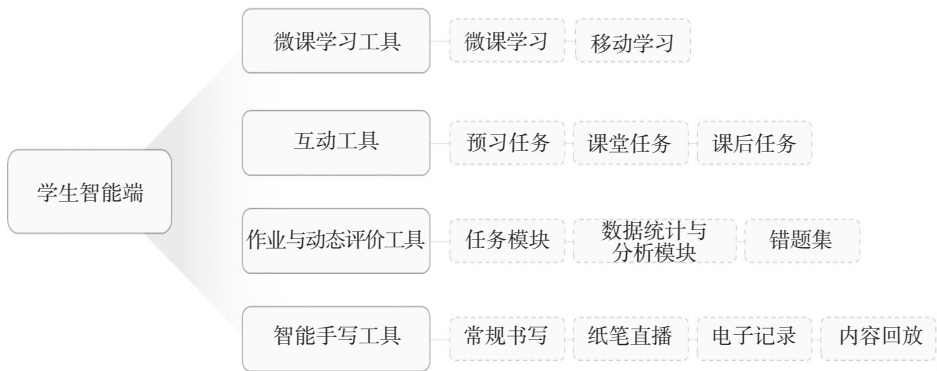 学生智能端
微课学习工具
微课学习
移动学习
互动工具
预习任务
课堂任务
课后任务
作业与动态评价工具
任务模块
数据统计与
分析模块
错题集
智能手写工具
常规书写
纸笔直播
电子记录
内容回放